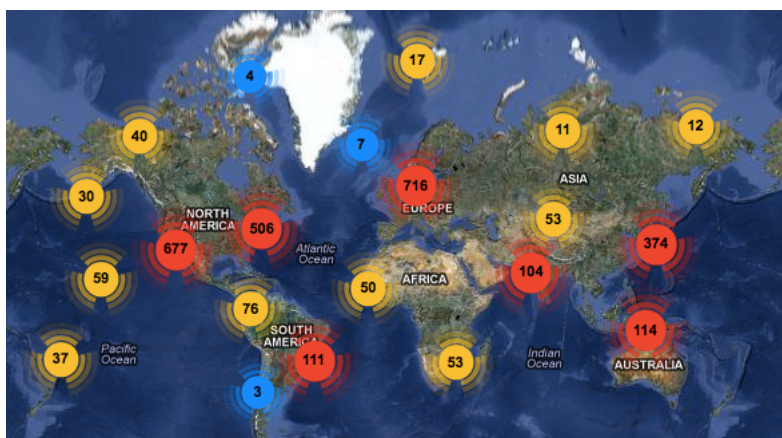 17
4
40
7
11
12
716
ASIA
30
NORTH
AMERICA
506
EUROPE
53
677
Atlantic
Ocean
374
59
50
AFRICA
104
76
SOUTH
AMERICA
114
37
Pacific
Ocean
111
53
Indian
Ocean
AUSTRALIA
3